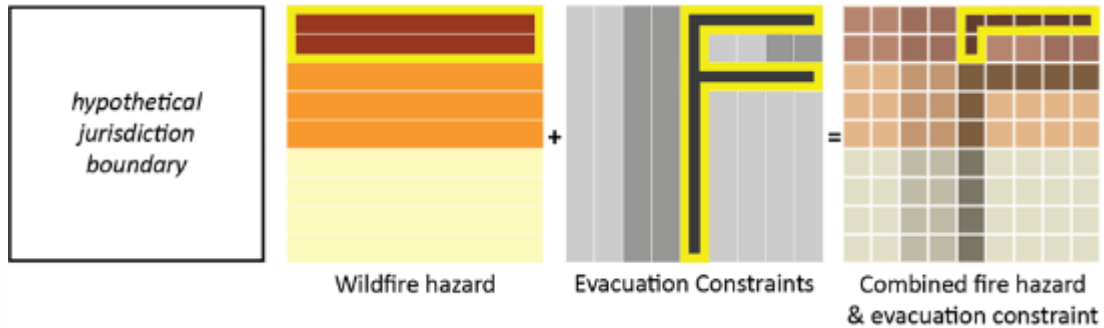 hypothetical
jurisdiction
boundary
+
=
Wildfire hazard
Evacuation Constraints
Combined fire hazard
& evacuation constraint